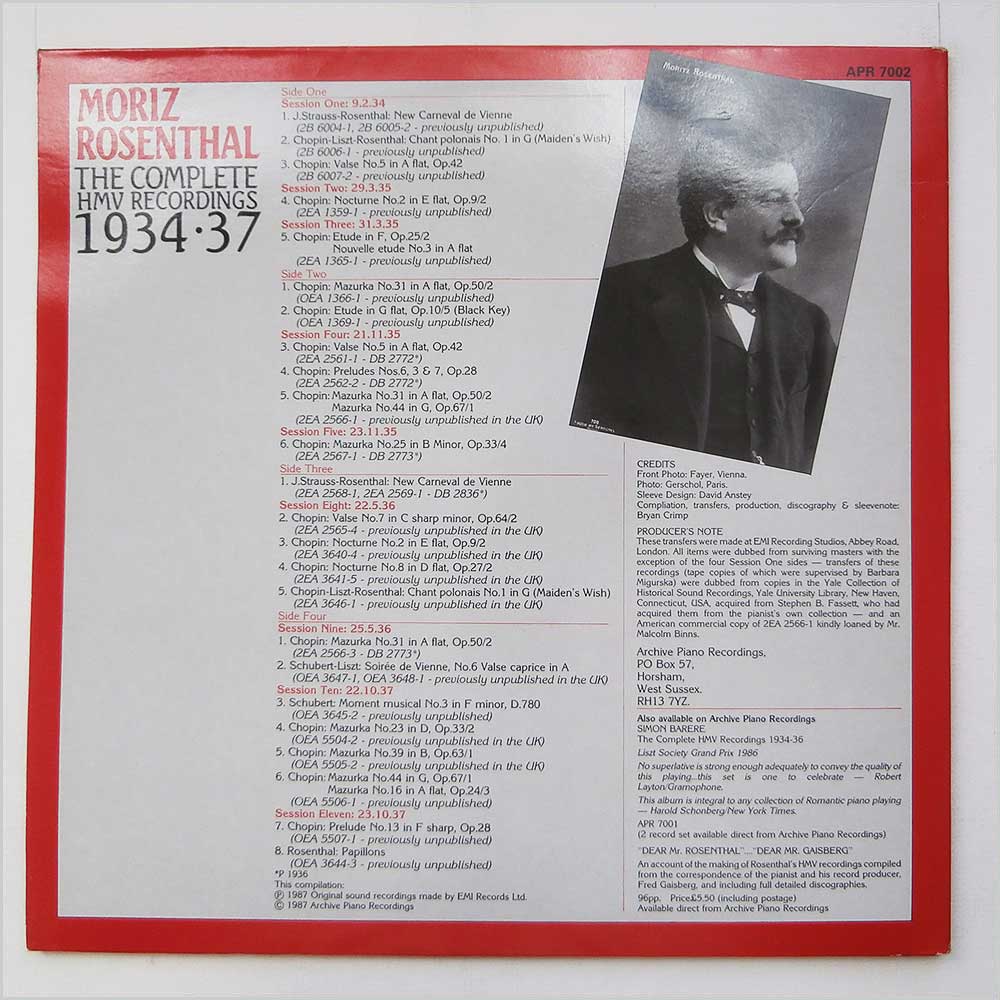 APR 7002
MORIZ
ROSENTHAL
THE COMPLETE
HMV RECORDINGS
1934·37
Side One
Session One: 9.2.34
1. J.Strauss-Rosenthal: New Carneval de Vienne
(2B 6004-1, 2B 6005-2 - previously unpublished)
2. Chopin-Liszt-Rosenthal: Chant polonais No. 1 in G (Maiden's Wish)
(2B 6006-1 - previously unpublished)
3. Chopin: Valse No.5 in A flat, Op.42
(2B 6007-2 - previously unpublished)
Session Two: 29.3.35
4. Chopin: Nocturne No.2 in E flat, Op.9/2
(2EA 1359-1 - previously unpublished)
Session Three: 31.3.35
5. Chopin: Etude in F, Op.25/2
Nouvelle etude No.3 in A flat
(2EA 1365-1 - previously unpublished)
Side Two
1. Chopin: Mazurka No.31 in A flat, Op.50/2
(OEA 1366-1 - previously unpublished)
2. Chopin: Etude in G flat, Op.10/5 (Black Key)
(OEA 1369-1 - previously unpublished)
Session Four: 21.11.35
3. Chopin: Valse No.5 in A flat, Op.42
(2EA 2561-1 - DB 2772*)
4. Chopin: Preludes Nos.6, 3 & 7, Op.28
(2EA 2562-2 - DB 2772*)
5. Chopin: Mazurka No.31 in A flat, Op.50/2
Mazurka No.44 in G, Op.67/1
(2EA 2566-1 - previously unpublished in the UK)
Session Five: 23.11.35
6. Chopin: Mazurka No.25 in B Minor, Op.33/4
(2EA 2567-1 - DB 2773*)
Side Three
1. J.Strauss-Rosenthal: New Carneval de Vienne
(2EA 2568-1, 2EA 2569-1 - DB 2836*)
Session Eight: 22.5.36
2. Chopin: Valse No.7 in C sharp minor, Op.64/2
(2EA 2565-4 - previously unpublished in the UK)
3. Chopin: Nocturne No.2 in E flat, Op.9/2
(2EA 3640-4 - previously unpublished in the UK)
4. Chopin: Nocturne No.8 in D flat, Op.27/2
(2EA 3641-5 - previously unpublished in the UK)
5. Chopin-Liszt-Rosenthal: Chant polonais No.1 in G (Maiden's Wish)
(2EA 3646-1 - previously unpublished in the UK)
Side Four
Session Nine: 25.5.36
1. Chopin: Mazurka No.31 in A flat, Op.50/2
(2EA 2566-3 - DB 2773*)
2. Schubert-Liszt: Soirée de Vienne, No.6 Valse caprice in A
(OEA 3647-1, OEA 3648-1 - previously unpublished in the UK)
Session Ten: 22.10.37
3. Schubert: Moment musical No.3 in F minor, D.780
(OEA 3645-2 - previously unpublished)
4. Chopin: Mazurka No.23 in D, Op.33/2
(OEA 5504-2 - previously unpublished in the UK)
5. Chopin: Mazurka No.39 in B, Op.63/1
(OEA 5505-2 - previously unpublished in the UK)
6. Chopin: Mazurka No.44 in G, Op.67/1
Mazurka No.16 in A flat, Op.24/3
(OEA 5506-1 - previously unpublished)
Session Eleven: 23.10.37
7. Chopin: Prelude No.13 in F sharp, Op.28
(OEA 5507-1 - previously unpublished)
8. Rosenthal: Papillons
(OEA 3644-3 - previously unpublished)
*P 1936
This compilation:
℗ 1987 Original sound recordings made by EMI Records Ltd.
© 1987 Archive Piano Recordings
MORITZ ROSENTHAL
CREDITS
Front Photo: Fayer, Vienna.
Photo: Gerschol, Paris.
Sleeve Design: David Anstey
Compliation, transfers, production, discography & sleevenote:
Bryan Crimp
PRODUCER'S NOTE
These transfers were made at EMI Recording Studios, Abbey Road,
London. All items were dubbed from surviving masters with the
exception of the four Session One sides — transfers of these
recordings (tape copies of which were supervised by Barbara
Migurska) were dubbed from copies in the Yale Collection of
Historical Sound Recordings, Yale University Library, New Haven,
Connecticut, USA, acquired from Stephen B. Fassett, who had
acquired them from the pianist's own collection — and an
American commercial copy of 2EA 2566-1 kindly loaned by Mr.
Malcolm Binns.
Archive Piano Recordings,
PO Box 57,
Horsham,
West Sussex.
RH13 7YZ.
Also available on Archive Piano Recordings
SIMON BARERE
The Complete HMV Recordings 1934-36
Liszt Society Grand Prix 1986
No superlative is strong enough adequately to convey the quality of
this playing...this set is one to celebrate — Robert
Layton/Gramophone.
This album is integral to any collection of Romantic piano playing
— Harold Schonberg/New York Times.
APR 7001
(2 record set available direct from Archive Piano Recordings)
"DEAR Mr. ROSENTHAL"...."DEAR MR. GAISBERG"
An account of the making of Rosenthal's HMV recordings compiled
from the correspondence of the pianist and his record producer,
Fred Gaisberg, and including full detailed discographies.
96pp. Price£5.50 (including postage)
Available direct from Archive Piano Recordings